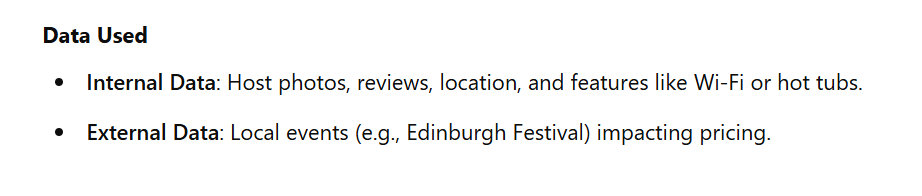 Data Used
• Internal Data: Host photos, reviews, location, and features like Wi-Fi or hot tubs.
• External Data: Local events (e.g., Edinburgh Festival) impacting pricing.